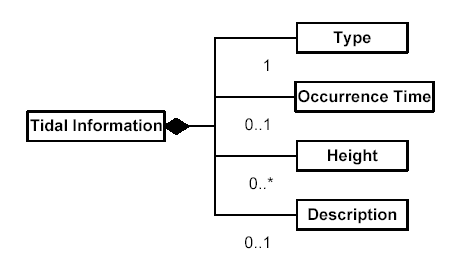 Type
1
Occurrence Time
Tidal Information
0..1
Height
0..*
Description
0..1